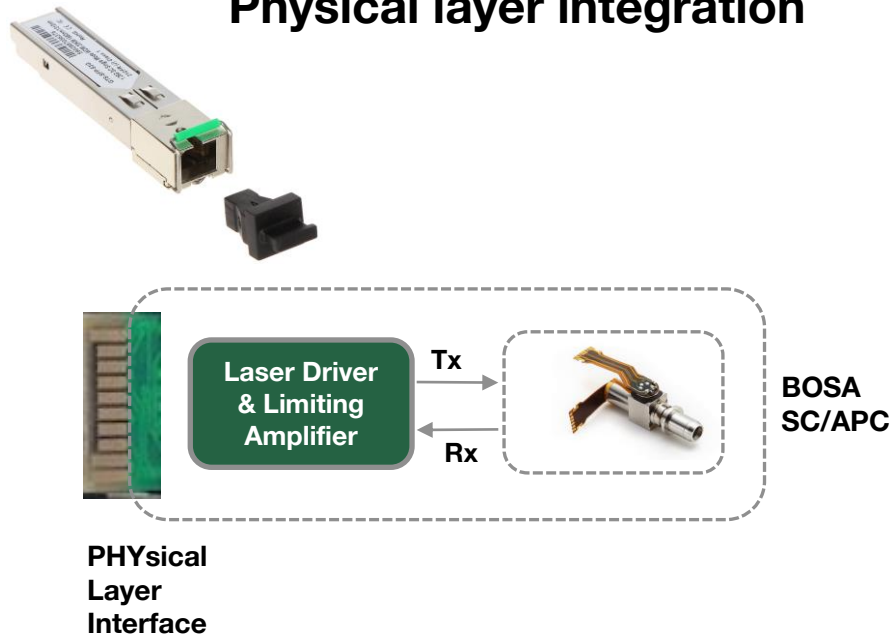 Physical layer integration
Laser Driver
& Limiting
Amplifier
Tx
Rx
BOSA
SC/APC
PHYsical
Layer
Interface